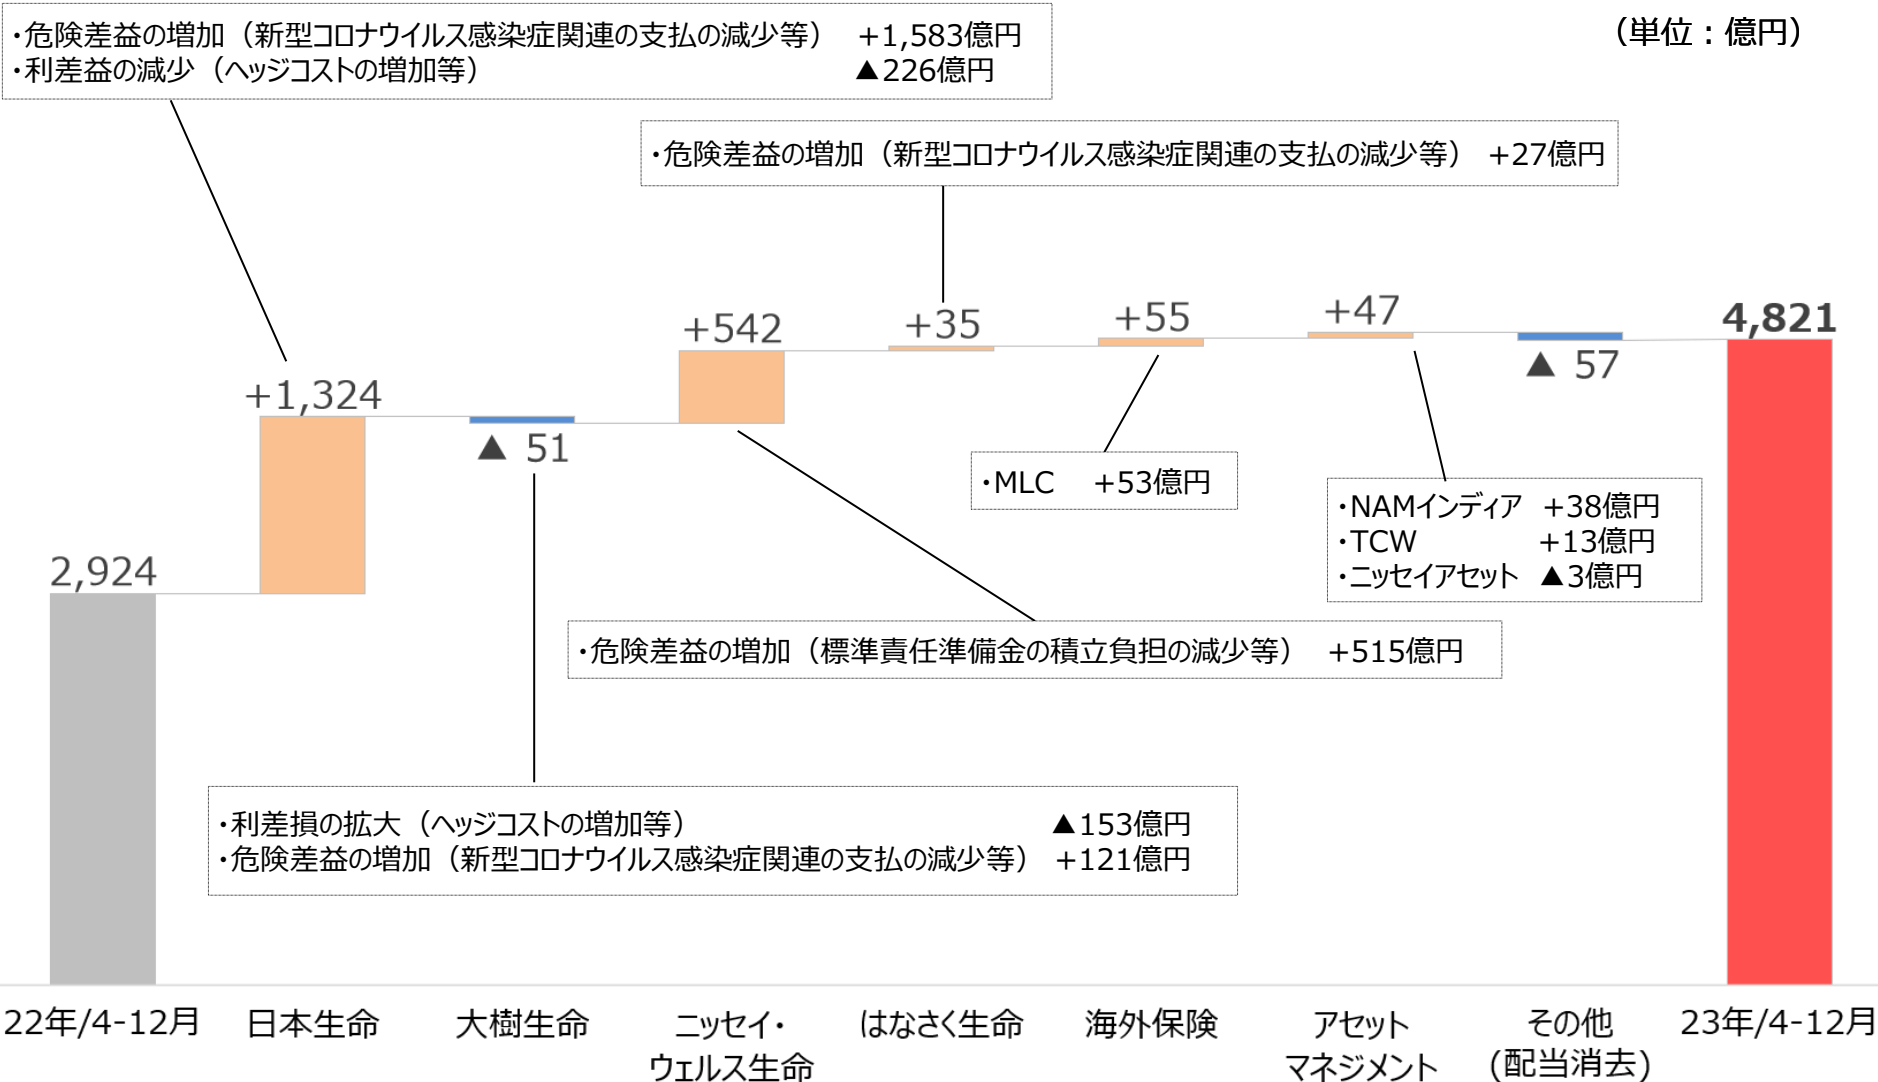 ・危険差益の増加（新型コロナウイルス感染症関連の支払の減少等） +1,583億円
・利差益の減少（ヘッジコストの増加等） ▲226億円
（単位：億円）
・危険差益の増加（新型コロナウイルス感染症関連の支払の減少等） +27億円
+542
+35
+55
+47
▲ 57
4,821
+1,324
▲ 51
・MLC +53億円
・NAMインディア +38億円
・TCW +13億円
・ニッセイアセット ▲3億円
2,924
・危険差益の増加（標準責任準備金の積立負担の減少等） +515億円
・利差損の拡大（ヘッジコストの増加等） ▲153億円
・危険差益の増加（新型コロナウイルス感染症関連の支払の減少等） +121億円
22年/4-12月
日本生命
大樹生命
ニッセイ・
ウェルス生命
はなさく生命
海外保険
アセット
マネジメント
その他
(配当消去)
23年/4-12月